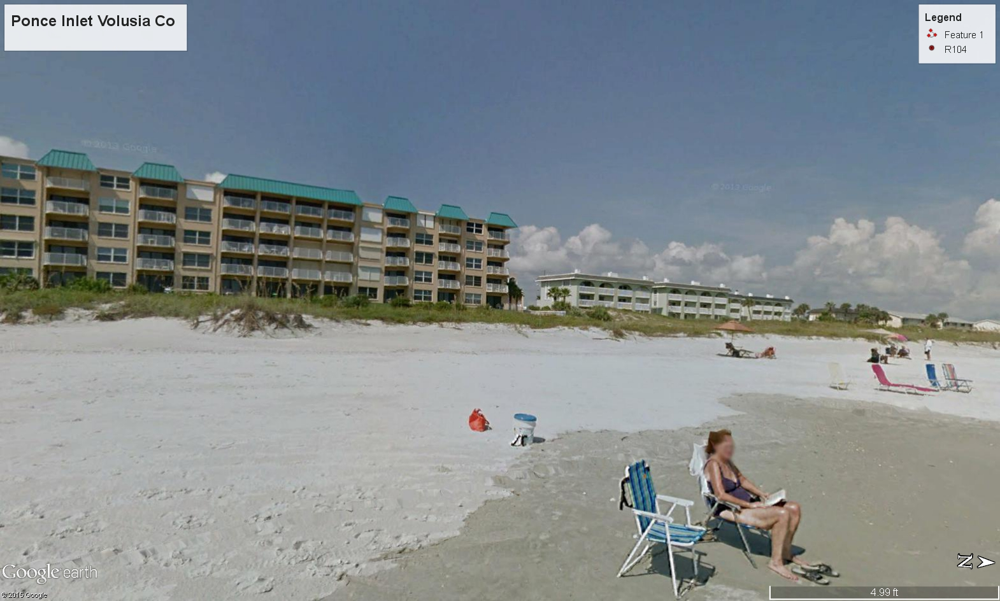 Ponce Inlet Volusia Co
Legend
Feature 1
R104
© 2013 Google
© 2013 Google
Google earth
© 2015 Google
N
4.99 ft